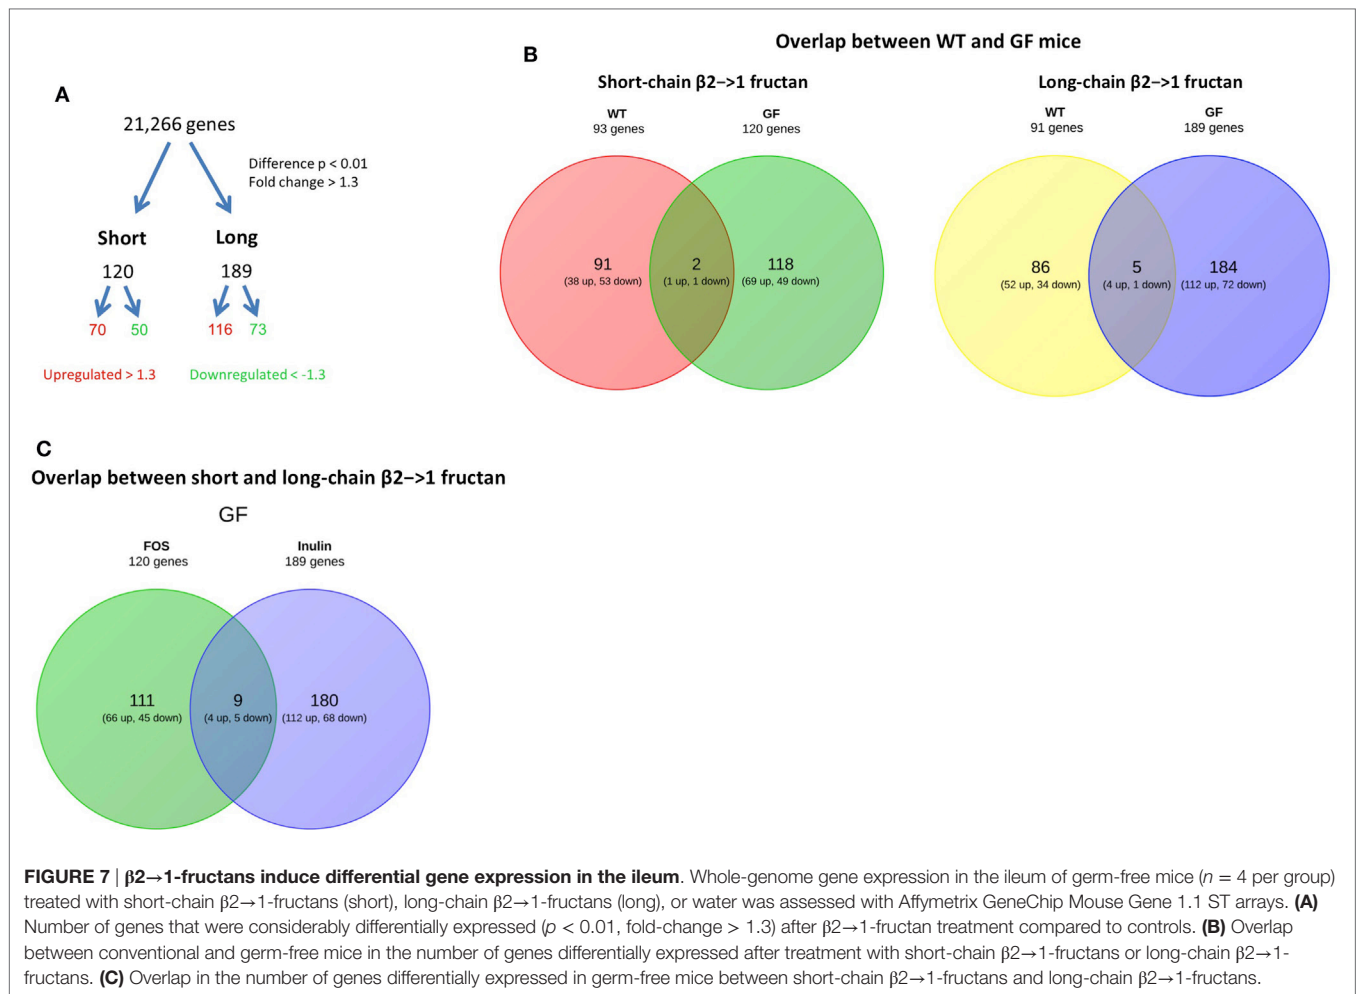 A
21,266 genes
Difference p < 0.01
Fold change > 1.3
Short
Long
120
189
70
50
116
73
Upregulated > 1.3
Downregulated < -1.3
B
Overlap between WT and GF mice
Short-chain β2−>1 fructan
WT
93 genes
GF
120 genes
91
(38 up, 53 down)
2
(1 up, 1 down)
118
(69 up, 49 down)
Long-chain β2−>1 fructan
WT
91 genes
GF
189 genes
86
(52 up, 34 down)
5
(4 up, 1 down)
184
(112 up, 72 down)
C
Overlap between short and long-chain β2−>1 fructan
GF
FOS
120 genes
Inulin
189 genes
111
(66 up, 45 down)
9
(4 up, 5 down)
180
(112 up, 68 down)
FIGURE 7 | β2→1-fructans induce differential gene expression in the ileum. Whole-genome gene expression in the ileum of germ-free mice (n = 4 per group)
treated with short-chain β2→1-fructans (short), long-chain β2→1-fructans (long), or water was assessed with Affymetrix GeneChip Mouse Gene 1.1 ST arrays. (A)
Number of genes that were considerably differentially expressed (p < 0.01, fold-change > 1.3) after β2→1-fructan treatment compared to controls. (B) Overlap
between conventional and germ-free mice in the number of genes differentially expressed after treatment with short-chain β2→1-fructans or long-chain β2→1-
fructans. (C) Overlap in the number of genes differentially expressed in germ-free mice between short-chain β2→1-fructans and long-chain β2→1-fructans.